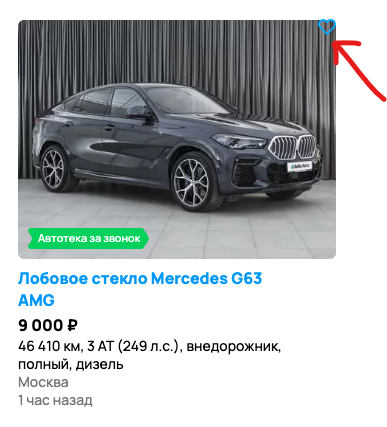 Автотека за звонок
Лобовое стекло Mercedes G63
AMG
9 000 ₽
46 410 км, 3 AT (249 л.с.), внедорожник,
полный, дизель
Москва
1 час назад